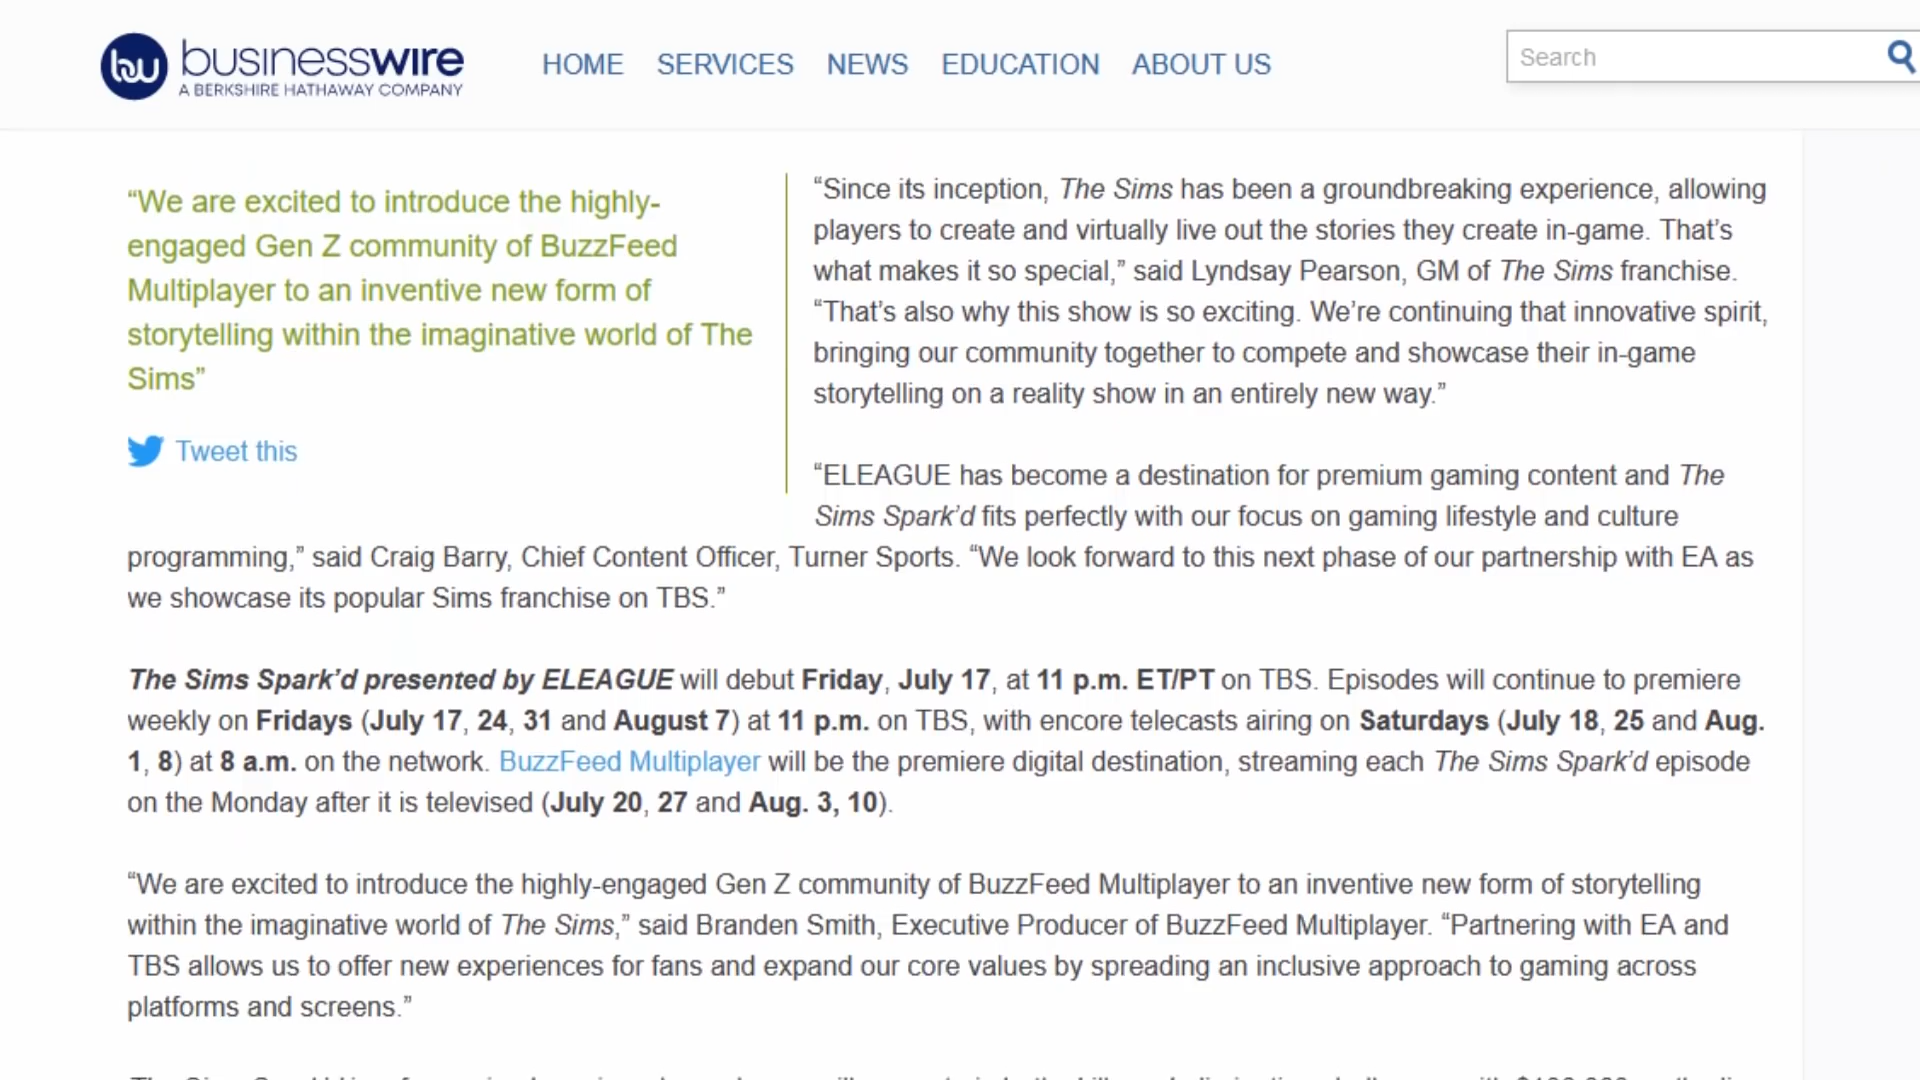 businesswire
A BERKSHIRE HATHAWAY COMPANY
HOME SERVICES NEWS EDUCATION ABOUT US
Search
“We are excited to introduce the highly-
engaged Gen Z community of BuzzFeed
Multiplayer to an inventive new form of
storytelling within the imaginative world of The
Sims”
Tweet this
“Since its inception, The Sims has been a groundbreaking experience, allowing
players to create and virtually live out the stories they create in-game. That’s
what makes it so special,” said Lyndsay Pearson, GM of The Sims franchise.
“That’s also why this show is so exciting. We’re continuing that innovative spirit,
bringing our community together to compete and showcase their in-game
storytelling on a reality show in an entirely new way.”
“ELEAGUE has become a destination for premium gaming content and The
Sims Spark’d fits perfectly with our focus on gaming lifestyle and culture
programming,” said Craig Barry, Chief Content Officer, Turner Sports. “We look forward to this next phase of our partnership with EA as
we showcase its popular Sims franchise on TBS.”
The Sims Spark’d presented by ELEAGUE will debut Friday, July 17, at 11 p.m. ET/PT on TBS. Episodes will continue to premiere
weekly on Fridays (July 17, 24, 31 and August 7) at 11 p.m. on TBS, with encore telecasts airing on Saturdays (July 18, 25 and Aug.
1, 8) at 8 a.m. on the network. BuzzFeed Multiplayer will be the premiere digital destination, streaming each The Sims Spark’d episode
on the Monday after it is televised (July 20, 27 and Aug. 3, 10).
“We are excited to introduce the highly-engaged Gen Z community of BuzzFeed Multiplayer to an inventive new form of storytelling
within the imaginative world of The Sims,” said Branden Smith, Executive Producer of BuzzFeed Multiplayer. “Partnering with EA and
TBS allows us to offer new experiences for fans and expand our core values by spreading an inclusive approach to gaming across
platforms and screens.”